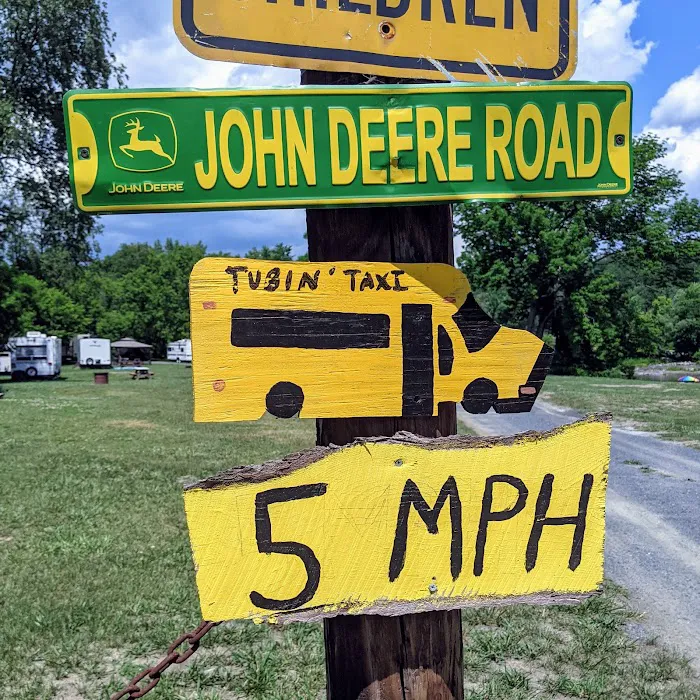 CHILDREN
JOHN DEERE ROAD
JOHN DEERE
TUBIN' TAXI
5 MPH